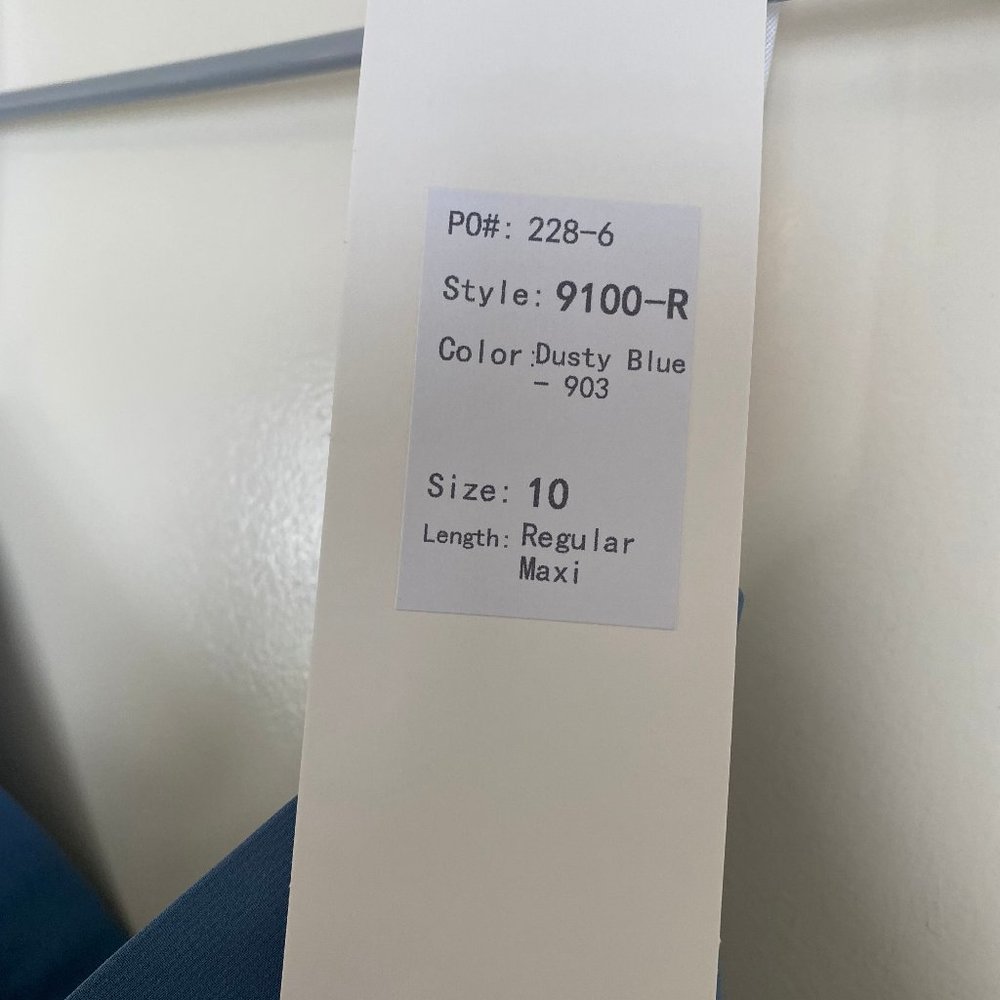 PO#: 228-6
Style: 9100-R
Color:Dusty Blue
- 903
Size: 10
Length: Regular
Maxi